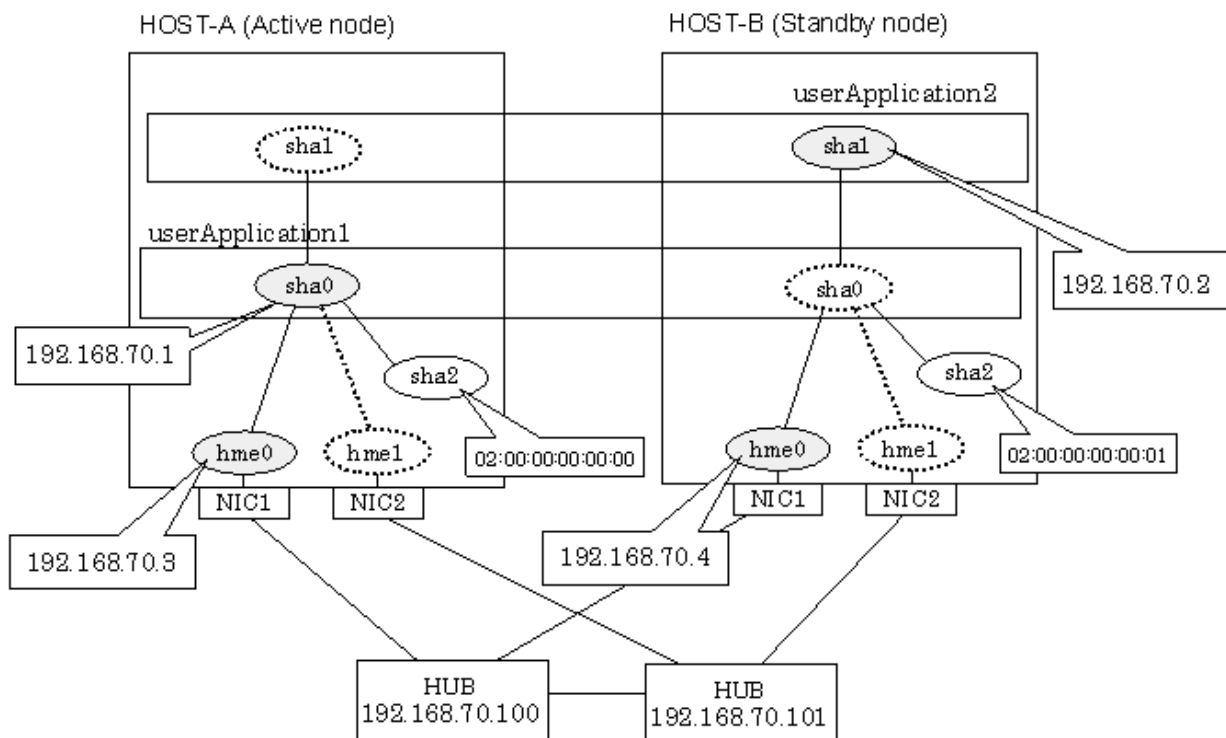 HOST-A (Active node)
HOST-B (Standby node)
userApplication2
sha1
sha1
userApplication1
sha0
sha0
192.168.70.2
192.168.70.1
sha2
sha2
hme0
hme1
02:00:00:00:00:00
hme0
hme1
02:00:00:00:00:01
NIC1
NIC2
NIC1
NIC2
192.168.70.3
192.168.70.4
HUB
192.168.70.100
HUB
192.168.70.101